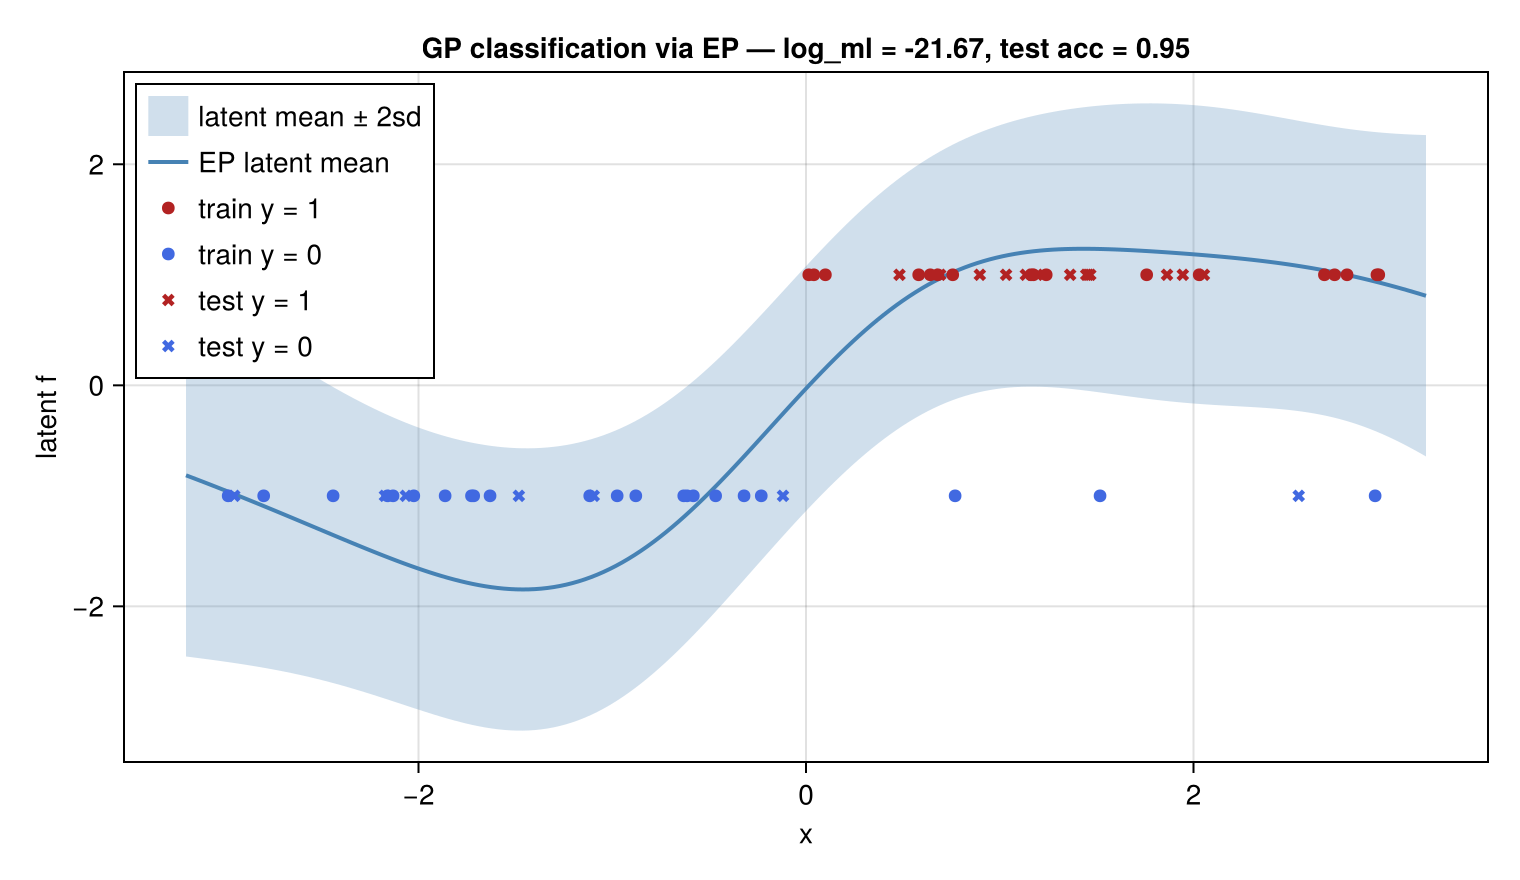 GP classification via EP — log_ml = -21.67, test acc = 0.95
latent mean ± 2sd
EP latent mean
train y = 1
train y = 0
test y = 1
test y = 0
2
0
−2
latent f
−2
0
2
x